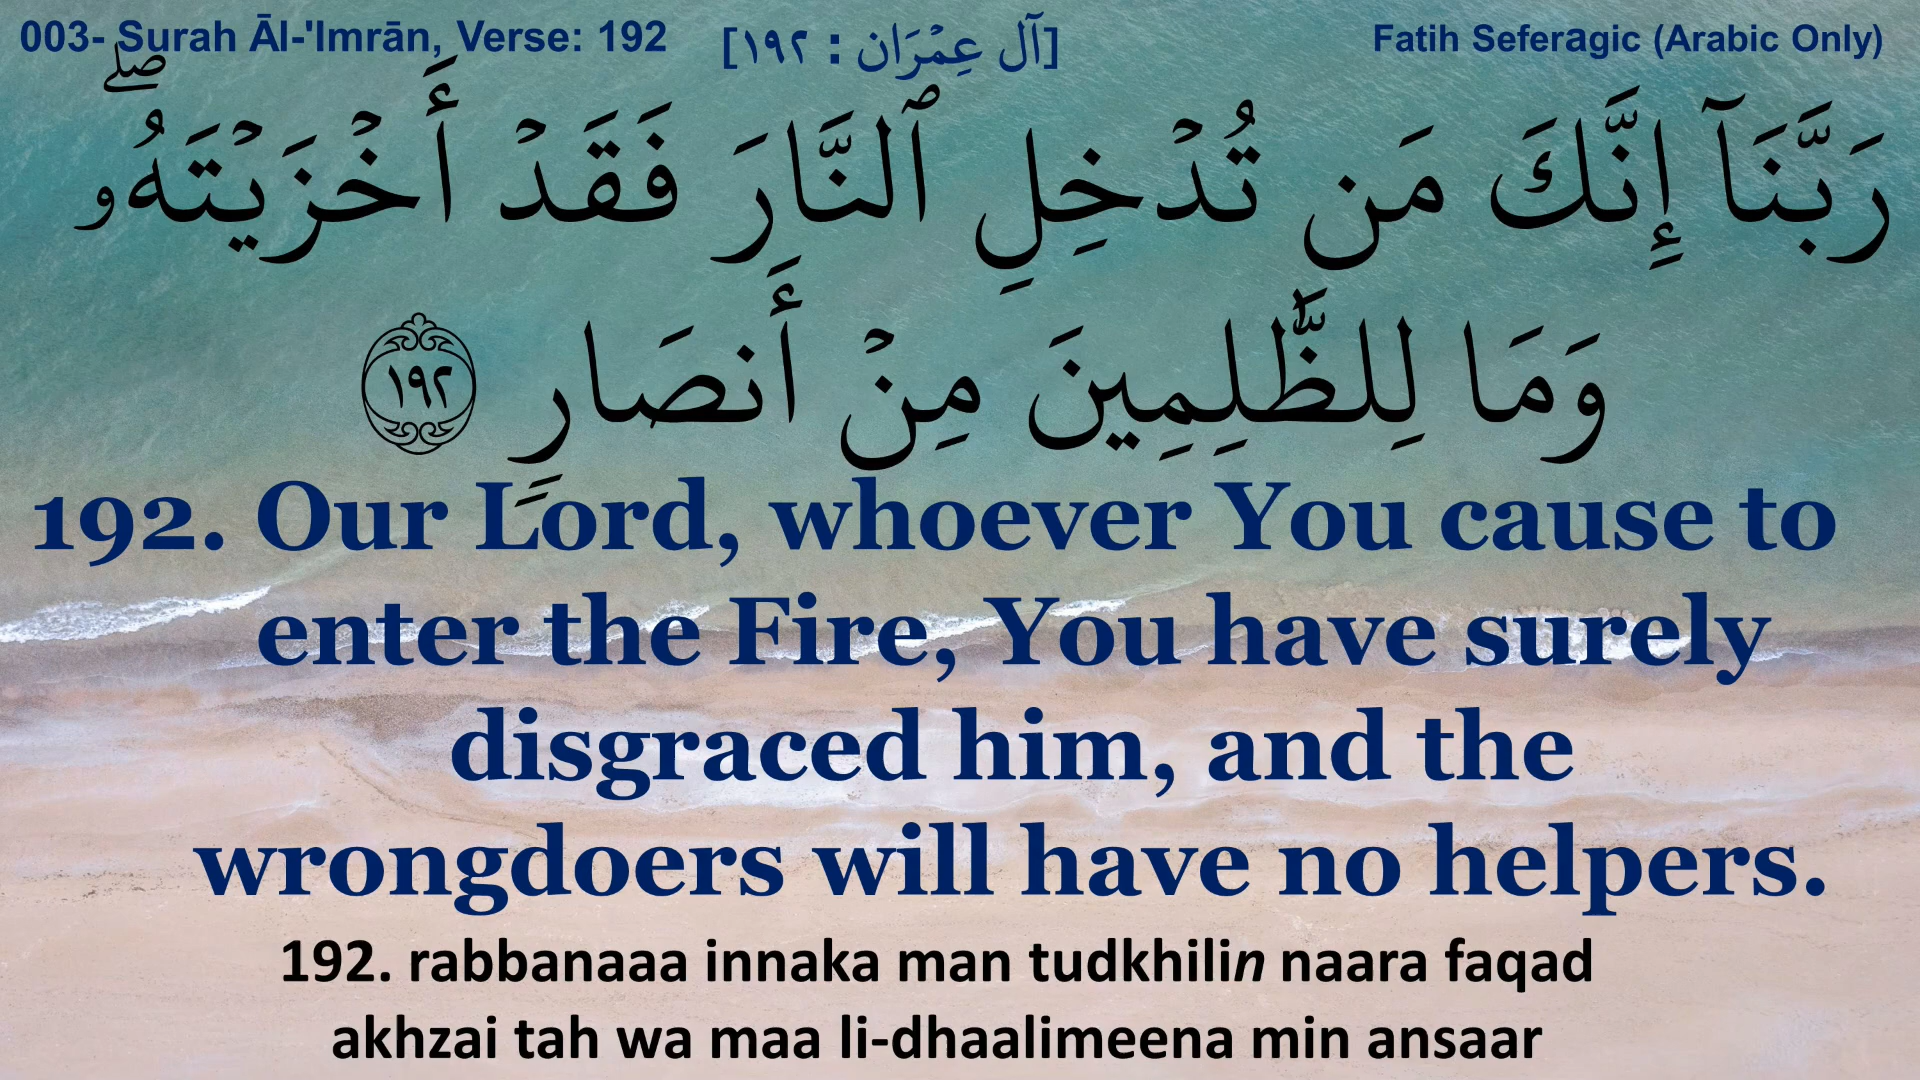 003- Surah Āl-'Imrān, Verse: 192 [آل عِمۡرَان : ١٩٢] Fatih Seferagic (Arabic Only)
رَبَّنَآ إِنَّكَ مَن تُدۡخِلِ ٱلنَّارَ فَقَدۡ أَخۡزَيۡتَهُۥۖ
وَمَا لِلظَّٰلِمِينَ مِنۡ أَنصَارٖ ١٩٢
192. Our Lord, whoever You cause to
enter the Fire, You have surely
disgraced him, and the
wrongdoers will have no helpers.
192. rabbanaaa innaka man tudkhilin naara faqad
akhzai tah wa maa li-dhaalimeena min ansaar